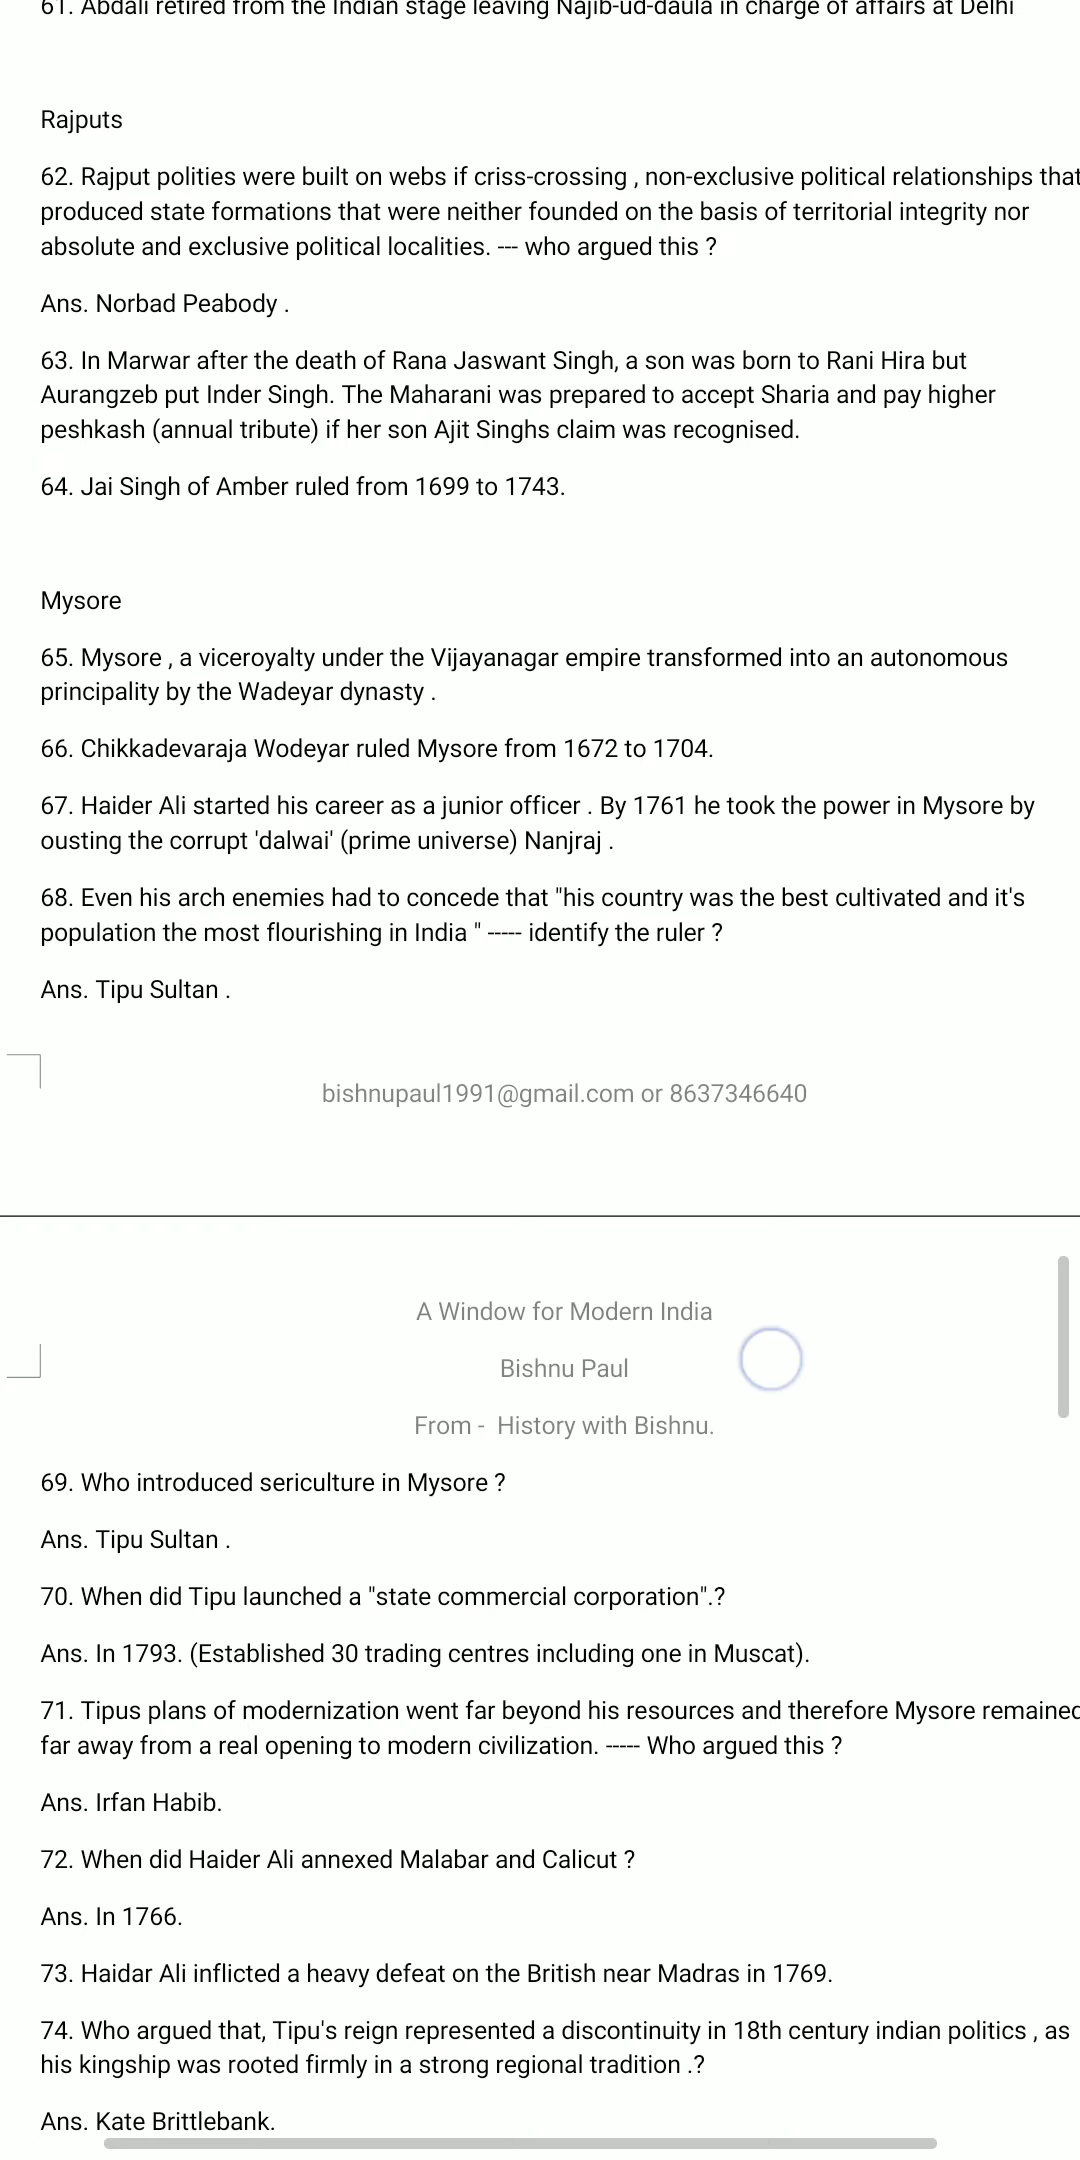 61. Abdali retired from the Indian stage leaving Najib-ud-daula in charge of affairs at Delhi
Rajputs
62. Rajput polities were built on webs if criss-crossing , non-exclusive political relationships that
produced state formations that were neither founded on the basis of territorial integrity nor
absolute and exclusive political localities. --- who argued this ?
Ans. Norbad Peabody .
63. In Marwar after the death of Rana Jaswant Singh, a son was born to Rani Hira but
Aurangzeb put Inder Singh. The Maharani was prepared to accept Sharia and pay higher
peshkash (annual tribute) if her son Ajit Singhs claim was recognised.
64. Jai Singh of Amber ruled from 1699 to 1743.
Mysore
65. Mysore , a viceroyalty under the Vijayanagar empire transformed into an autonomous
principality by the Wadeyar dynasty .
66. Chikkadevaraja Wodeyar ruled Mysore from 1672 to 1704.
67. Haider Ali started his career as a junior officer . By 1761 he took the power in Mysore by
ousting the corrupt 'dalwai' (prime universe) Nanjraj .
68. Even his arch enemies had to concede that "his country was the best cultivated and it's
population the most flourishing in India " ----- identify the ruler ?
Ans. Tipu Sultan .
bishnupaul1991@gmail.com or 8637346640
A Window for Modern India
Bishnu Paul
From -  History with Bishnu.
69. Who introduced sericulture in Mysore ?
Ans. Tipu Sultan .
70. When did Tipu launched a "state commercial corporation".?
Ans. In 1793. (Established 30 trading centres including one in Muscat).
71. Tipus plans of modernization went far beyond his resources and therefore Mysore remained
far away from a real opening to modern civilization. ----- Who argued this ?
Ans. Irfan Habib.
72. When did Haider Ali annexed Malabar and Calicut ?
Ans. In 1766.
73. Haidar Ali inflicted a heavy defeat on the British near Madras in 1769.
74. Who argued that, Tipu's reign represented a discontinuity in 18th century indian politics , as
his kingship was rooted firmly in a strong regional tradition .?
Ans. Kate Brittlebank.